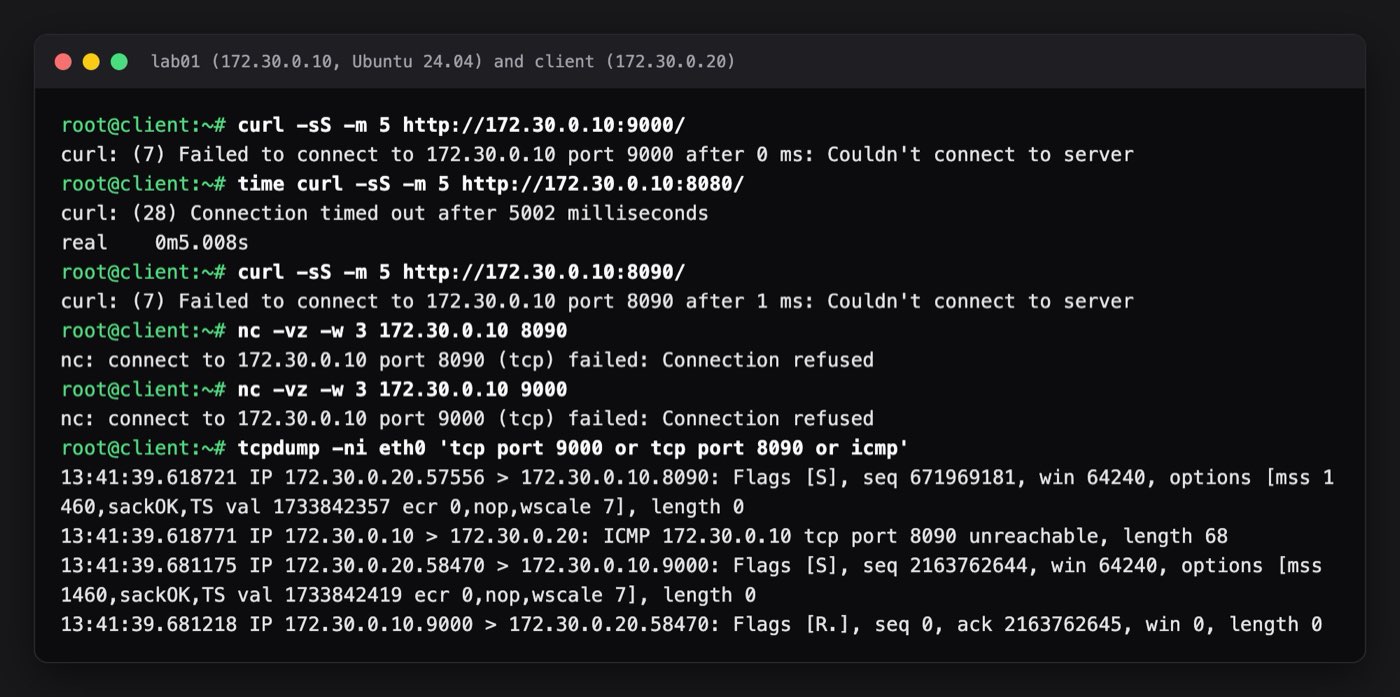 lab01 (172.30.0.10, Ubuntu 24.04) and client (172.30.0.20)
root@client:~# curl -sS -m 5 http://172.30.0.10:9000/
curl: (7) Failed to connect to 172.30.0.10 port 9000 after 0 ms: Couldn't connect to server
root@client:~# time curl -sS -m 5 http://172.30.0.10:8080/
curl: (28) Connection timed out after 5002 milliseconds
real    0m5.008s
root@client:~# curl -sS -m 5 http://172.30.0.10:8090/
curl: (7) Failed to connect to 172.30.0.10 port 8090 after 1 ms: Couldn't connect to server
root@client:~# nc -vz -w 3 172.30.0.10 8090
nc: connect to 172.30.0.10 port 8090 (tcp) failed: Connection refused
root@client:~# nc -vz -w 3 172.30.0.10 9000
nc: connect to 172.30.0.10 port 9000 (tcp) failed: Connection refused
root@client:~# tcpdump -ni eth0 'tcp port 9000 or tcp port 8090 or icmp'
13:41:39.618721 IP 172.30.0.20.57556 > 172.30.0.10.8090: Flags [S], seq 671969181, win 64240, options [mss 1
460,sackOK,TS val 1733842357 ecr 0,nop,wscale 7], length 0
13:41:39.618771 IP 172.30.0.10 > 172.30.0.20: ICMP 172.30.0.10 tcp port 8090 unreachable, length 68
13:41:39.681175 IP 172.30.0.20.58470 > 172.30.0.10.9000: Flags [S], seq 2163762644, win 64240, options [mss
1460,sackOK,TS val 1733842419 ecr 0,nop,wscale 7], length 0
13:41:39.681218 IP 172.30.0.10.9000 > 172.30.0.20.58470: Flags [R.], seq 0, ack 2163762645, win 0, length 0